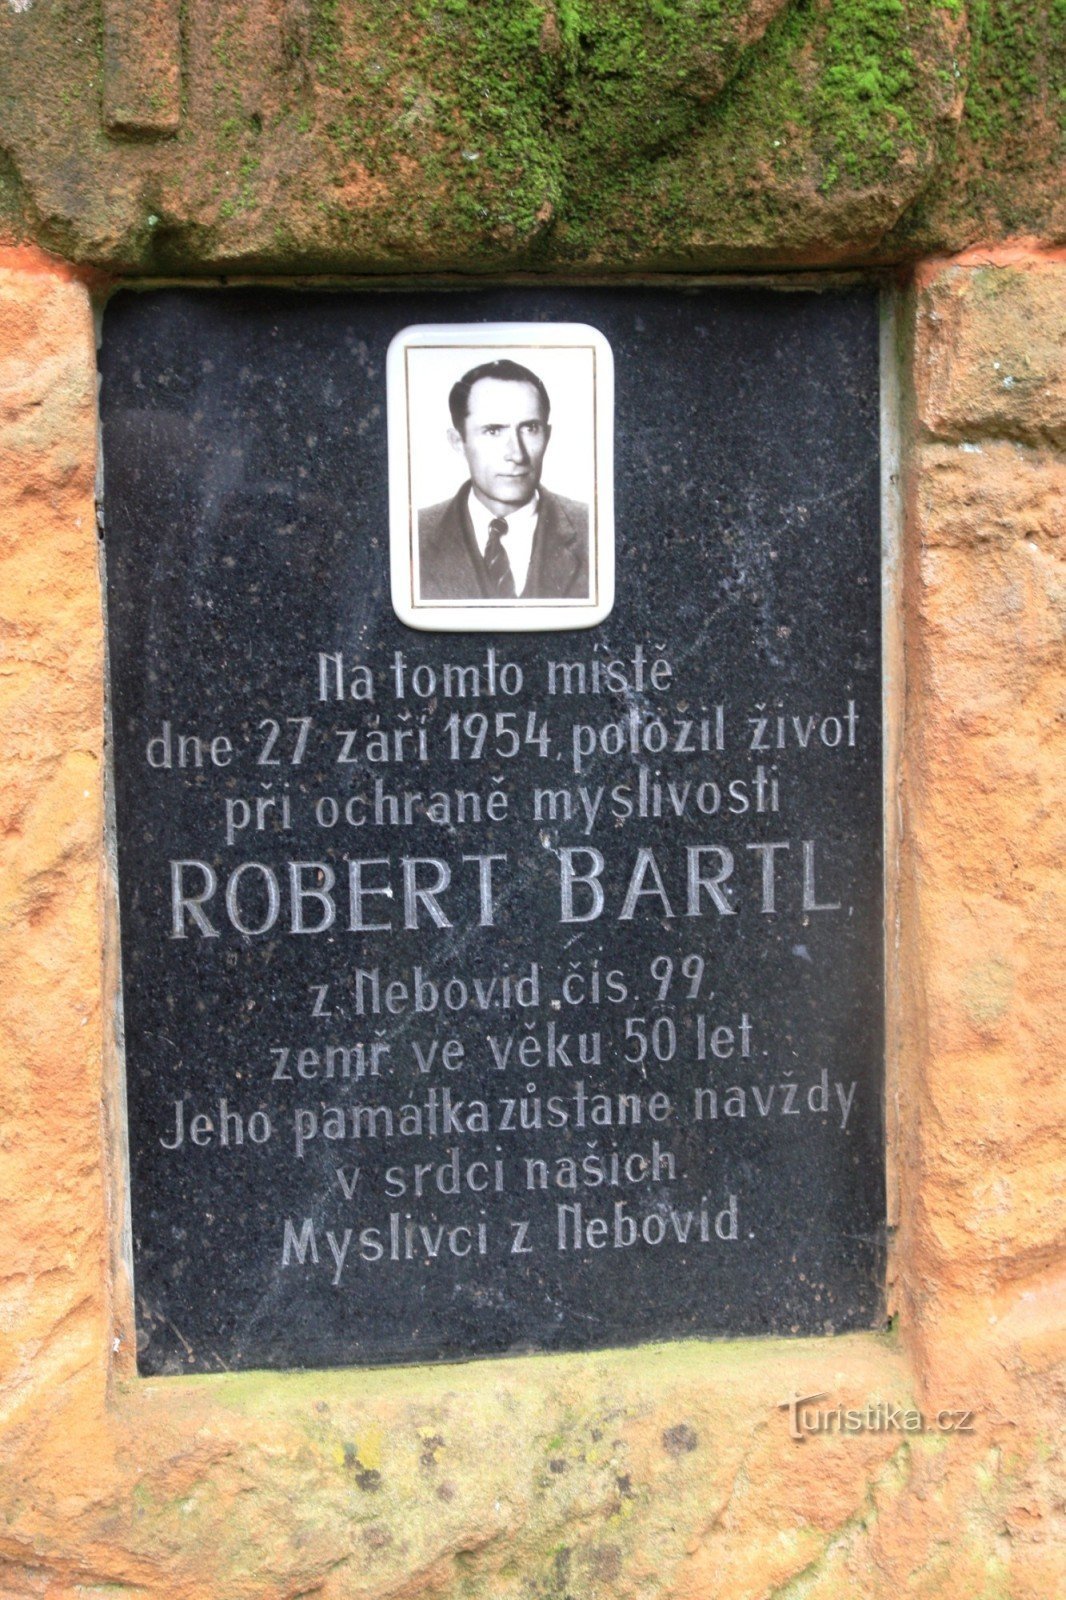 Na tomto místě
dne 27 září 1954, položil život
při ochraně myslivosti
ROBERT BARTL,
z Nebovid čís. 99,
zemř. ve věku 50 let.
Jeho památka zůstane navždy
v srdci našich.
Myslivci z Nebovid.
Turistika.cz